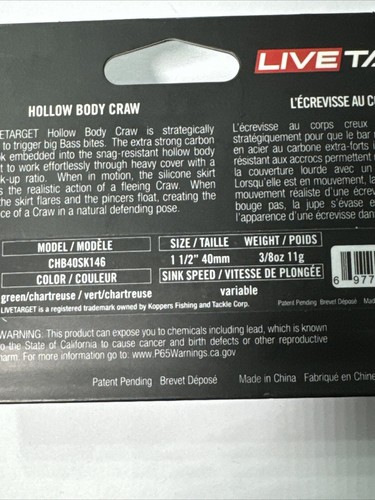 LIVETA
HOLLOW BODY CRAW
L'ÉCREVISSE AU CO
ETARGET Hollow Body Craw is strategically
to trigger big Bass bites. The extra strong carbon
k embedded into the snag-resistant hollow body
t to work effortlessly through heavy cover with a
k-up ratio. When in motion, the silicone skirt
s the realistic action of a fleeing Craw. When
the skirt flares and the pincers float, creating the
ce of a Craw in a natural defending pose.
L'écrevisse au corps creux
stratégiquement pour que le bar
en acier au carbone extra-forts i
résistant aux accrocs permettent
la couverture lourde avec un
Lorsqu'elle est en mouvement, la
mouvement réaliste d'une écrev
bouge pas, la jupe s'évase e
l'apparence d'une écrevisse dan
MODEL / MODÈLE
CHB40SK146
COLOR / COULEUR
green/chartreuse / vert/chartreuse
SIZE / TAILLE WEIGHT / POIDS
1 1/2" 40mm 3/8oz 11g
SINK SPEED / VITESSE DE PLONGÉE
variable
6 977
LIVETARGET is a registered trademark owned by Koppers Fishing and Tackle Corp.
Patent Pending Brevet Déposé Mad
WARNING: This product can expose you to chemicals including lead, which is known
to the State of California to cause cancer and birth defects or other reproductive
harm. For more information go to: www.P65Warnings.ca.gov
Patent Pending Brevet Déposé Made in China Fabriqué en Chine